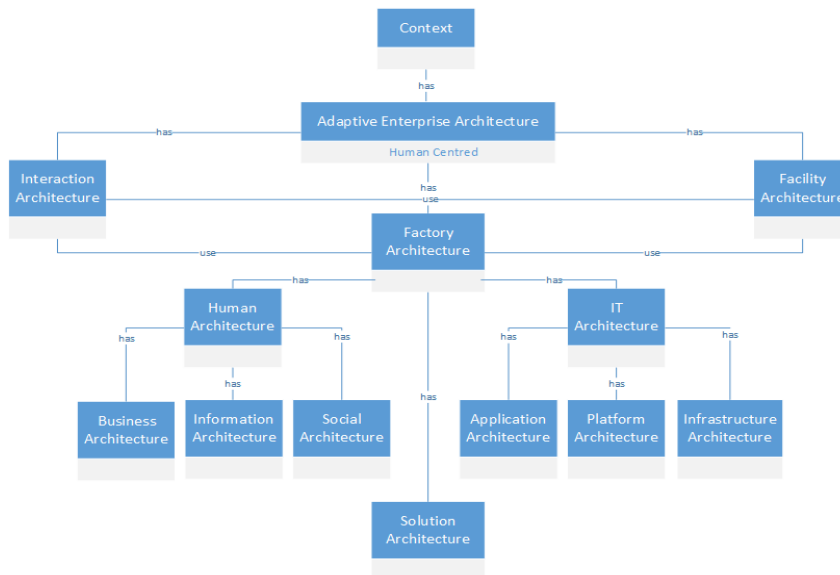 Context
has
Adaptive Enterprise Architecture
Human Centred
has
has
Interaction
Architecture
Facility
Architecture
has
use
Factory
Architecture
use
use
has
has
Human
Architecture
IT
Architecture
has
has
has
has
has
has
has
Business
Architecture
Information
Architecture
Social
Architecture
Application
Architecture
Platform
Architecture
Infrastructure
Architecture
Solution
Architecture